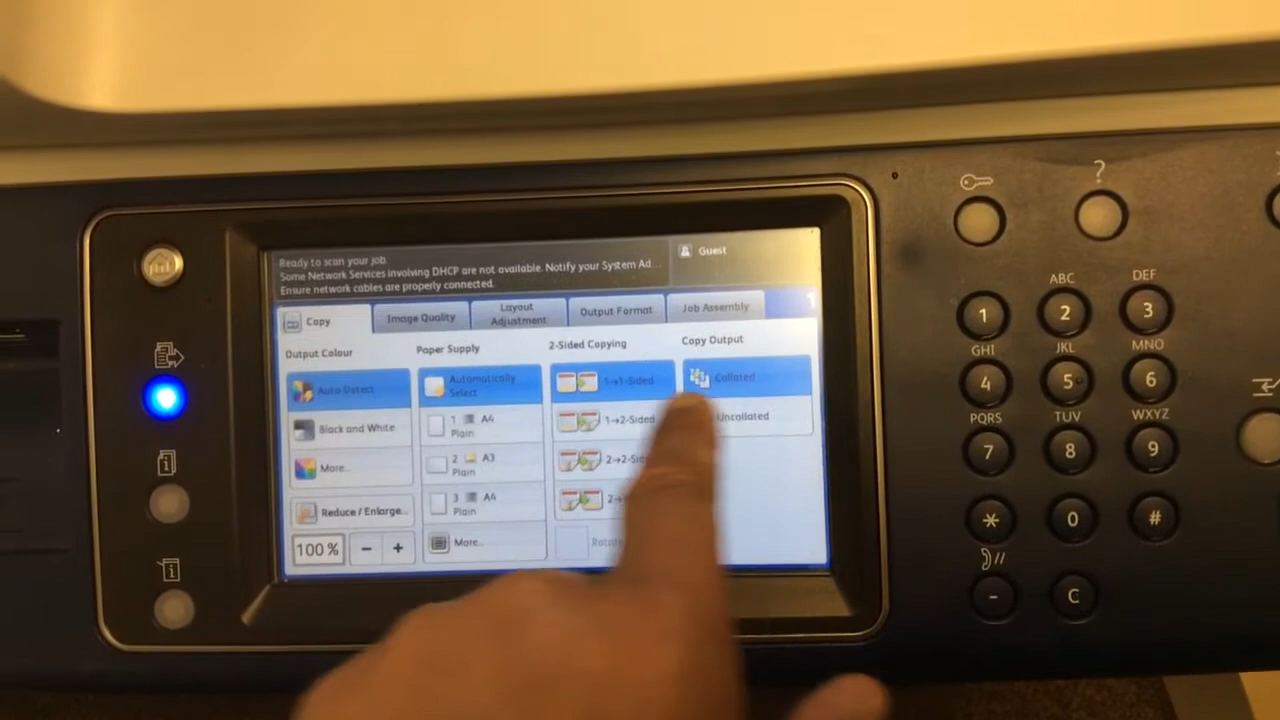 Ready to scan your job.
Some Network Services involving DHCP are not available. Notify your System Ad...
Ensure network cables are properly connected.
Guest
Copy
Image Quality
Layout
Adjustment
Output Format
Job Assembly
Output Colour
Auto Detect
Black and White
More...
Reduce / Enlarge...
100 %
-
+
Paper Supply
Automatically
Select
1 A4
Plain
2 A3
Plain
3 A4
Plain
More...
2-Sided Copying
1→1-Sided
1→2-Sided
2→2-Sid
2→
Rotate
Copy Output
Collated
Uncollated
?
ABC
DEF
1
2
3
GHI
JKL
MNO
4
5
6
PQRS
TUV
WXYZ
7
8
9
*
0
#
-
C